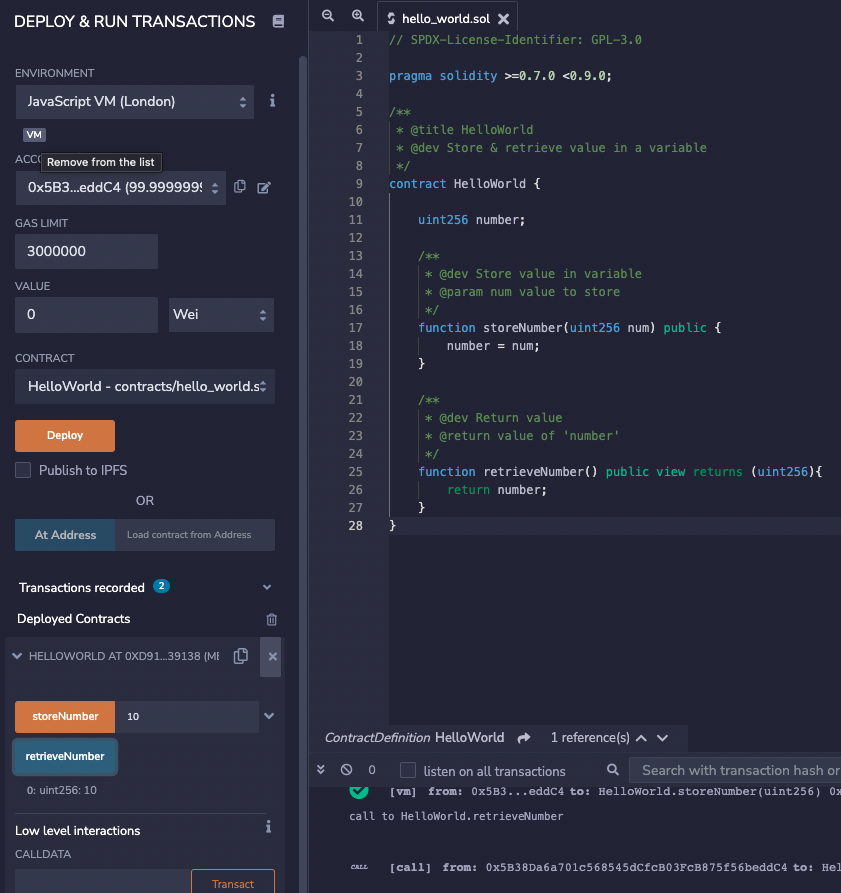 DEPLOY & RUN TRANSACTIONS
ENVIRONMENT
JavaScript VM (London)
VM
Remove from the list
0x5B3...eddC4 (99.9999999
GAS LIMIT
3000000
VALUE
0
Wei
CONTRACT
HelloWorld - contracts/hello_world.s
Deploy
Publish to IPFS
OR
At Address
Load contract from Address
Transactions recorded 2
Deployed Contracts
HELLOWORLD AT 0XD91...39138 (ME
storeNumber
10
retrieveNumber
0: uint256: 10
Low level interactions
CALLDATA
Transact
hello_world.sol
1 // SPDX-License-Identifier: GPL-3.0
2
3 pragma solidity >=0.7.0 <0.9.0;
4
5 /**
6 * @title HelloWorld
7 * @dev Store & retrieve value in a variable
8 */
9 contract HelloWorld {
10
11 uint256 number;
12
13 /**
14 * @dev Store value in variable
15 * @param num value to store
16 */
17 function storeNumber(uint256 num) public {
18 number = num;
19 }
20
21 /**
22 * @dev Return value
23 * @return value of 'number'
24 */
25 function retrieveNumber() public view returns (uint256){
26 return number;
27 }
28 }
ContractDefinition HelloWorld 1 reference(s)
0 listen on all transactions Search with transaction hash or
[vm] from: 0x5B3...eddC4 to: HelloWorld.storeNumber(uint256) 0x
call to HelloWorld.retrieveNumber
CALL [call] from: 0x5B38Da6a701c568545dCfcB03FcB875f56beddC4 to: Hel